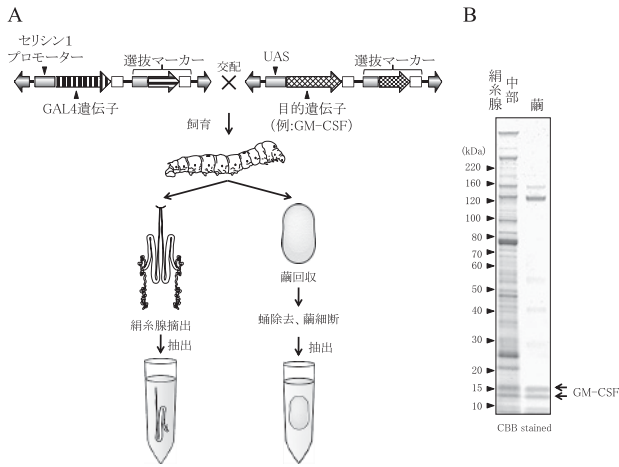 A
セリシン1
プロモーター
選抜マーカー
GAL4遺伝子
交配
UAS
選抜マーカー
目的遺伝子
(例:GM-CSF)
飼育
絹糸腺摘出
抽出
繭回収
蛹除去、繭細断
抽出
B
中部
絹糸腺
繭
(kDa)
220
160
120
100
80
70
60
50
40
30
20
15
10
GM-CSF
CBB stained